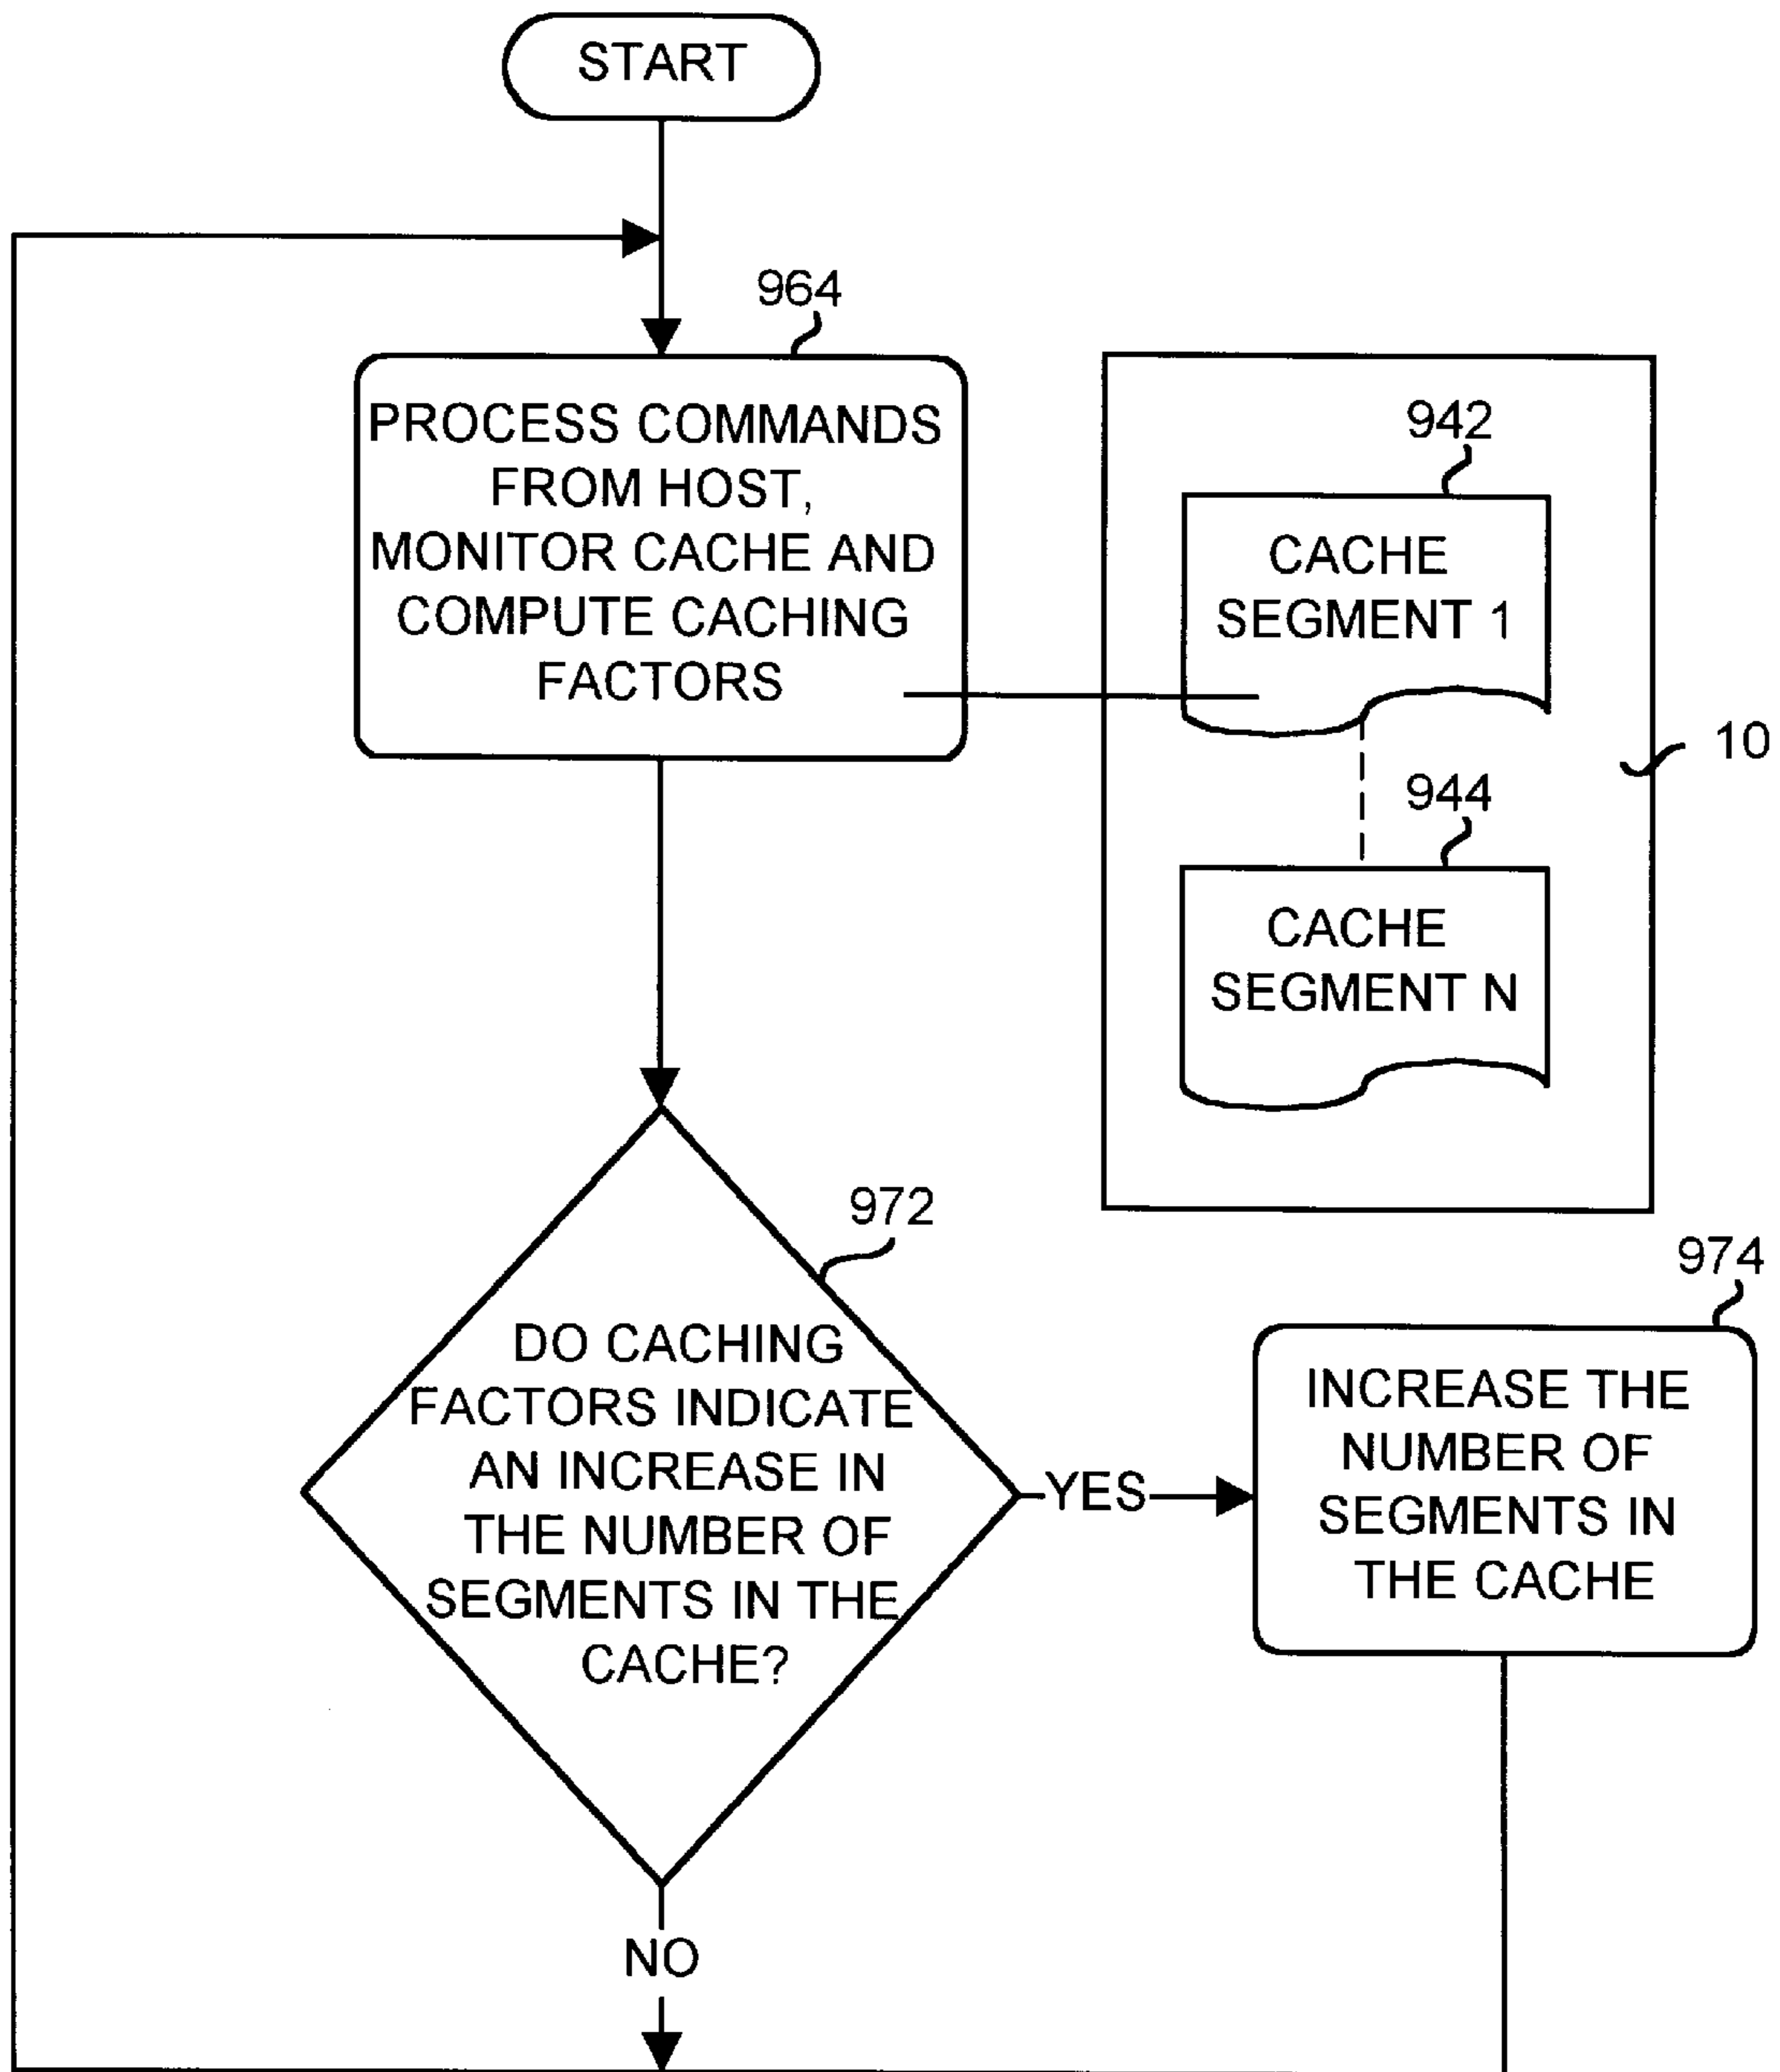 START
964
PROCESS COMMANDS
FROM HOST,
MONITOR CACHE AND
COMPUTE CACHING
FACTORS
942
CACHE
SEGMENT 1
10
944
CACHE
SEGMENT N
972
DO CACHING
FACTORS INDICATE
AN INCREASE IN
THE NUMBER OF
SEGMENTS IN THE
CACHE?
YES
974
INCREASE THE
NUMBER OF
SEGMENTS IN
THE CACHE
NO